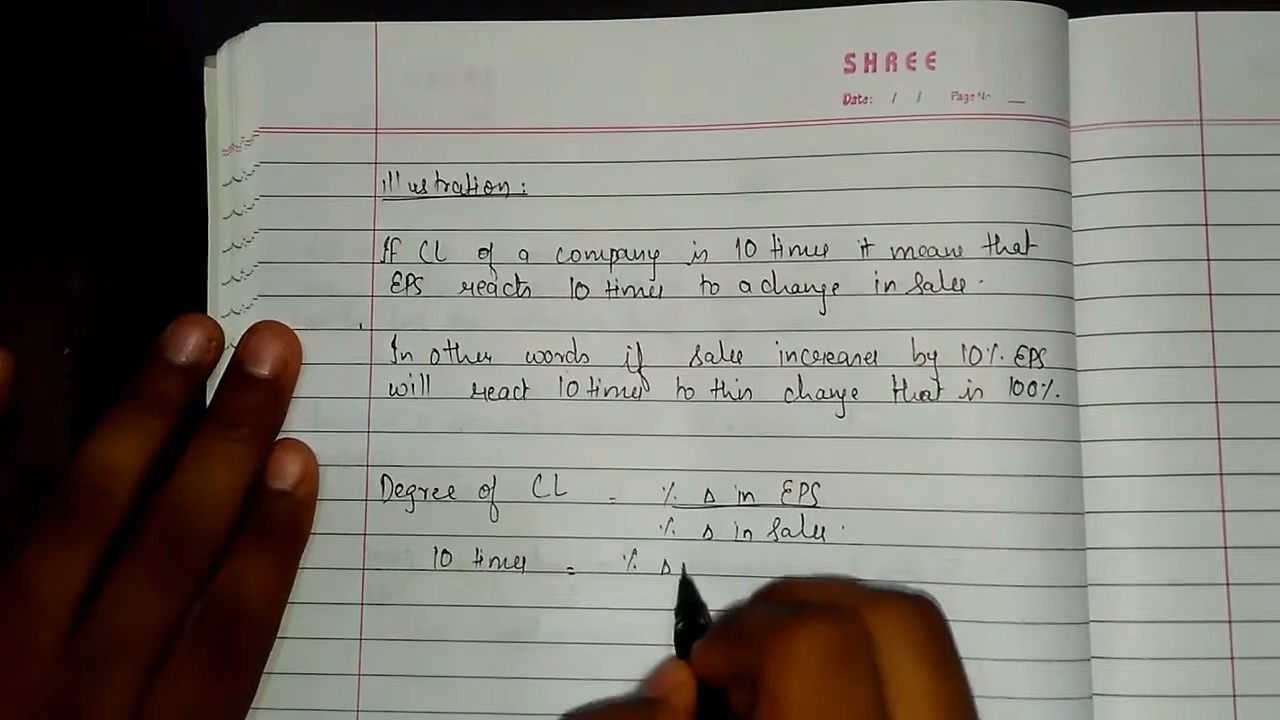 SHREE
Date: / / Page No
Illustration:
If CL of a company is 10 times it means that
EPS reacts 10 times to a change in Sales.
In other words if sales increases by 10% EPS
will react 10 times to this change that is 100%.
Degree of CL = % Δ in EPS
% Δ in Sales.
10 times = % Δ